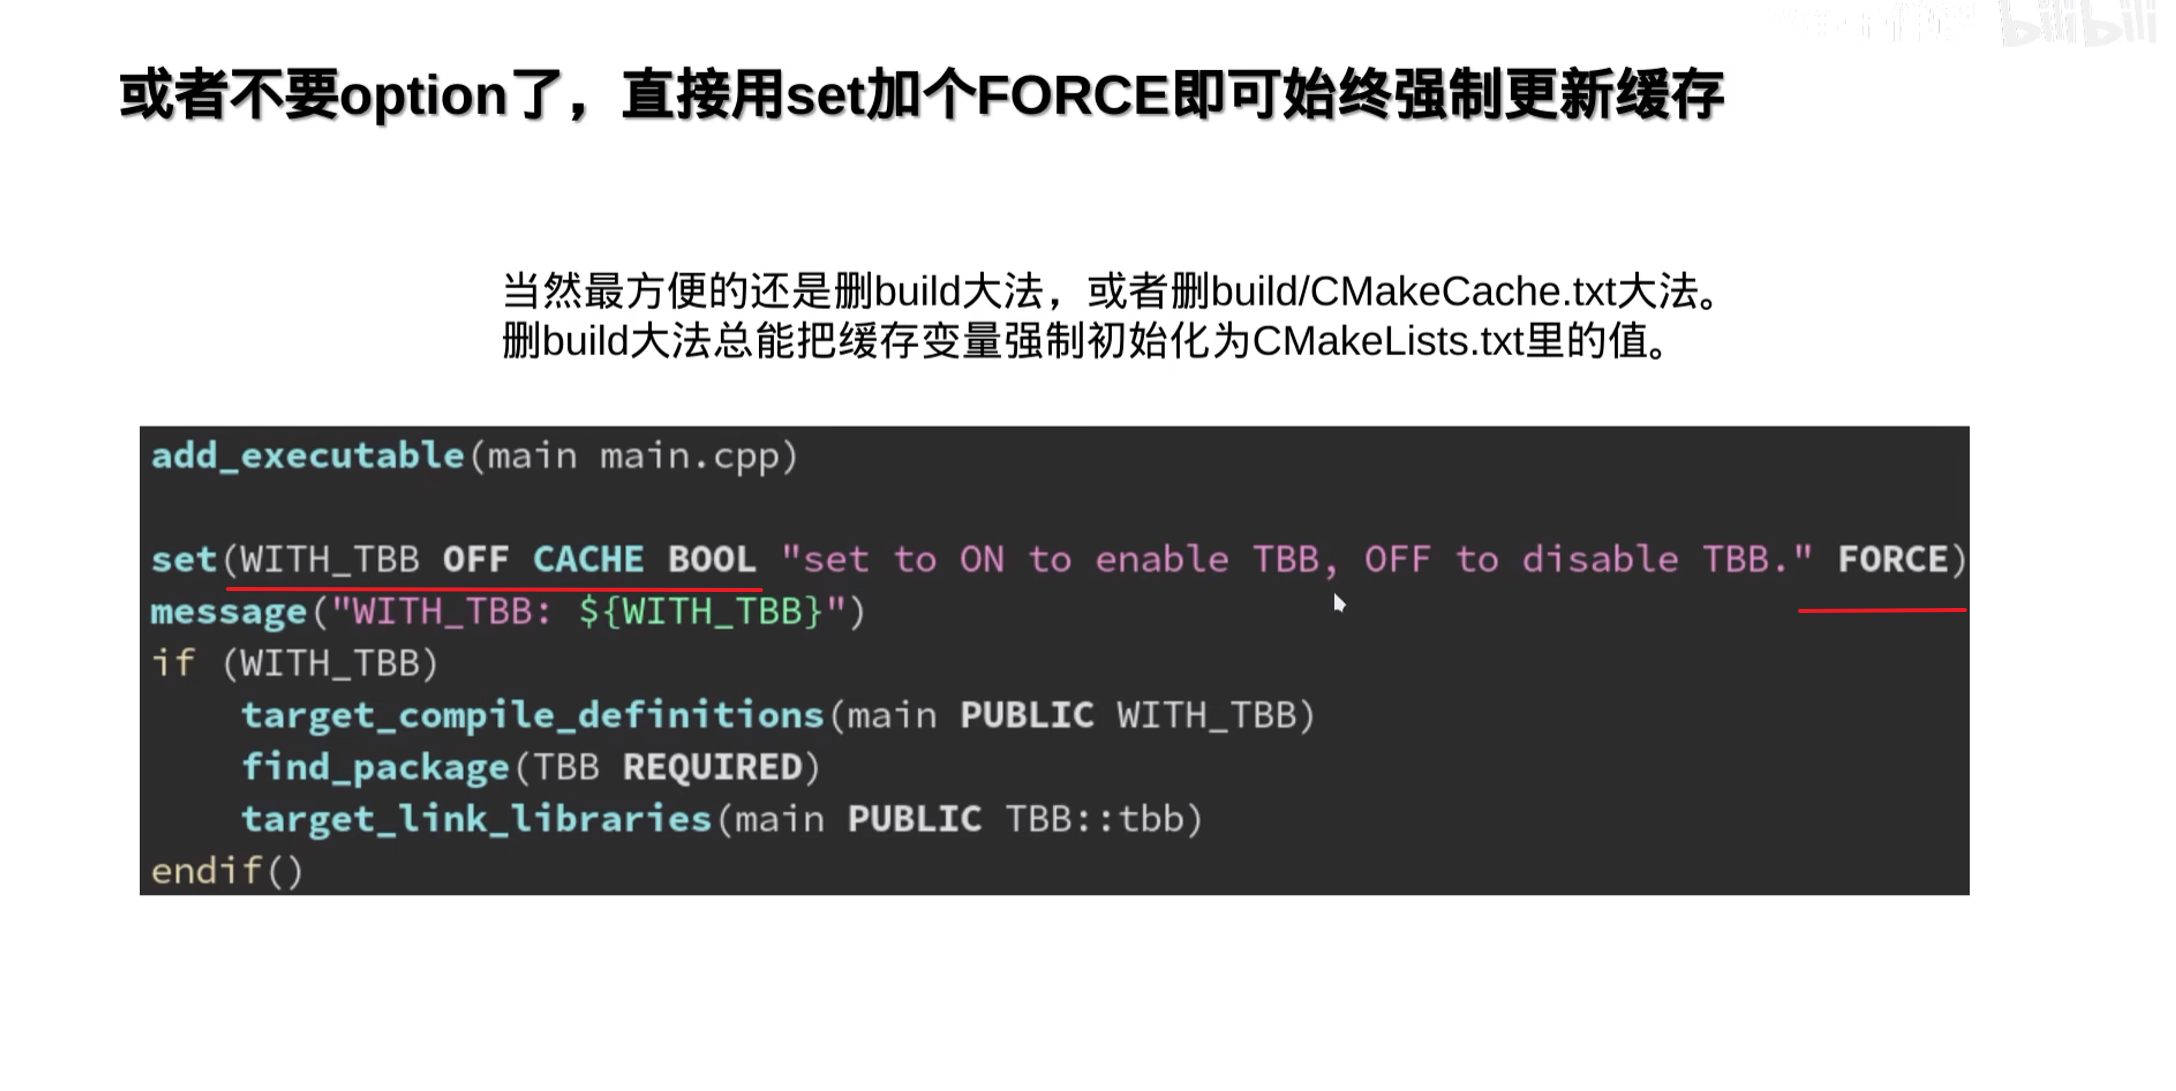 bilibili
或者不要option了，直接用set加个FORCE即可始终强制更新缓存
当然最方便的还是删build大法，或者删build/CMakeCache.txt大法。
删build大法总能把缓存变量强制初始化为CMakeLists.txt里的值。
add_executable(main main.cpp)
set(WITH_TBB OFF CACHE BOOL "set to ON to enable TBB, OFF to disable TBB." FORCE)
message("WITH_TBB: ${WITH_TBB}")
if (WITH_TBB)
    target_compile_definitions(main PUBLIC WITH_TBB)
    find_package(TBB REQUIRED)
    target_link_libraries(main PUBLIC TBB::tbb)
endif()